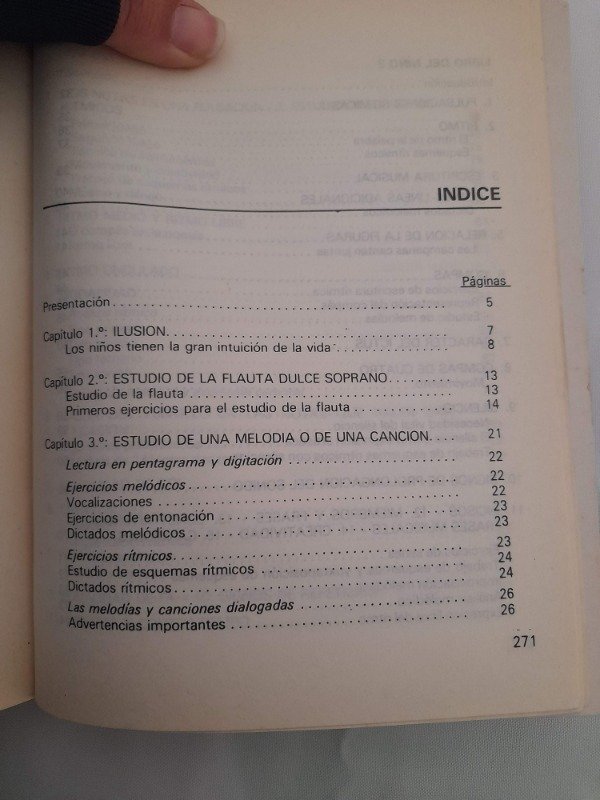 INDICE
Páginas
Presentación . . . . . . . . . . . . . . . . . . . . . . . . . . . . . . 5
Capítulo 1.º: ILUSION. . . . . . . . . . . . . . . . . . . . . . . . 7
Los niños tienen la gran intuición de la vida . . . . . . . . . . . . 8
Capítulo 2.º: ESTUDIO DE LA FLAUTA DULCE SOPRANO. . . . . . . . 13
Estudio de la flauta . . . . . . . . . . . . . . . . . . . . . . . . 13
Primeros ejercicios para el estudio de la flauta . . . . . . . . . . 14
Capítulo 3.º: ESTUDIO DE UNA MELODIA O DE UNA CANCION. . . . 21
Lectura en pentagrama y digitación . . . . . . . . . . . . . . . . 22
Ejercicios melódicos . . . . . . . . . . . . . . . . . . . . . . . . 22
Vocalizaciones . . . . . . . . . . . . . . . . . . . . . . . . . . . 22
Ejercicios de entonación . . . . . . . . . . . . . . . . . . . . . . 23
Dictados melódicos . . . . . . . . . . . . . . . . . . . . . . . . . 23
Ejercicios rítmicos. . . . . . . . . . . . . . . . . . . . . . . . . . 23
Estudio de esquemas rítmicos . . . . . . . . . . . . . . . . . . . 24
Dictados rítmicos . . . . . . . . . . . . . . . . . . . . . . . . . . 24
Las melodías y canciones dialogadas . . . . . . . . . . . . . . . 26
Advertencias importantes . . . . . . . . . . . . . . . . . . . . . . 26
271